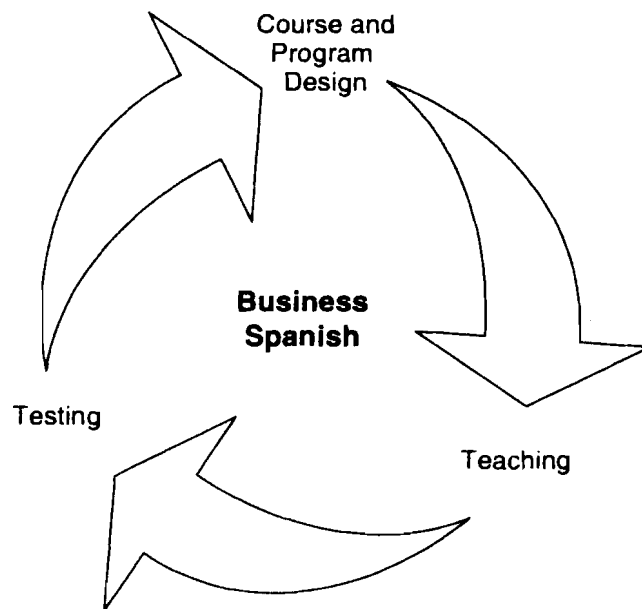 Course and
Program
Design
Business
Spanish
Testing
Teaching